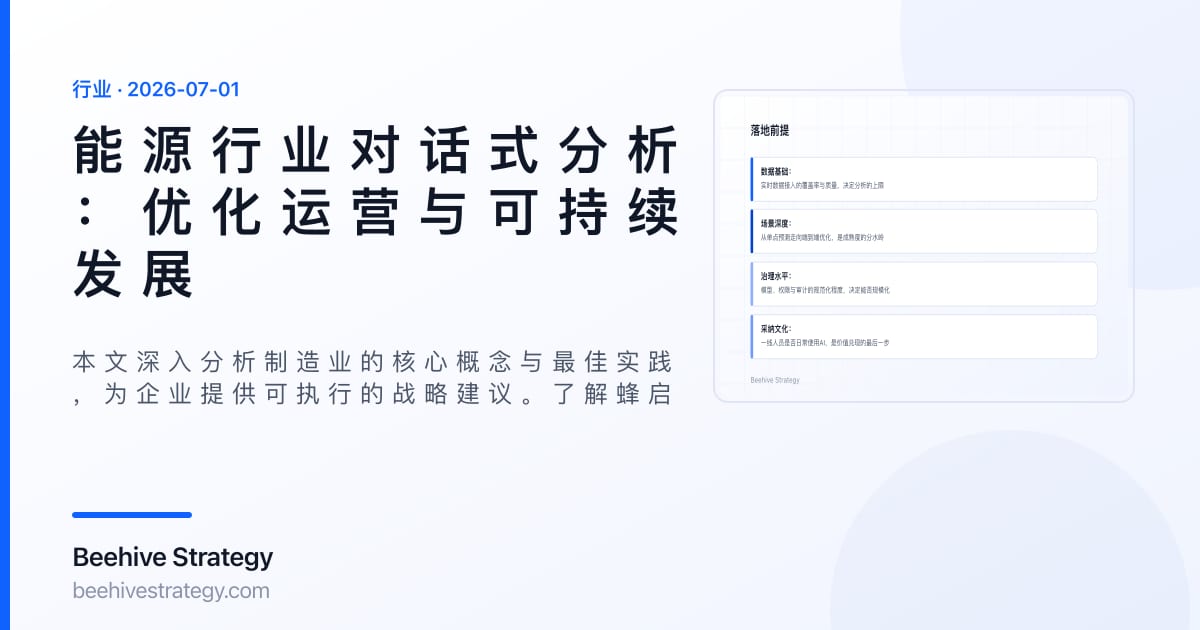 行业 · 2026-07-01
能源行业对话式分析
：优化运营与可持续
发展
本文深入分析制造业的核心概念与最佳实践
，为企业提供可执行的战略建议。了解蜂启
Beehive Strategy
beehivestrategy.com
落地前提
数据基础：
实时数据接入的覆盖率与质量，决定分析的上限
场景深度：
从单点预测走向端到端优化，是成熟度的分水岭
治理水平：
模型、权限与审计的规范化程度，决定能否规模化
采纳文化：
一线人员是否日常使用AI，是价值兑现的最后一步
Beehive Strategy